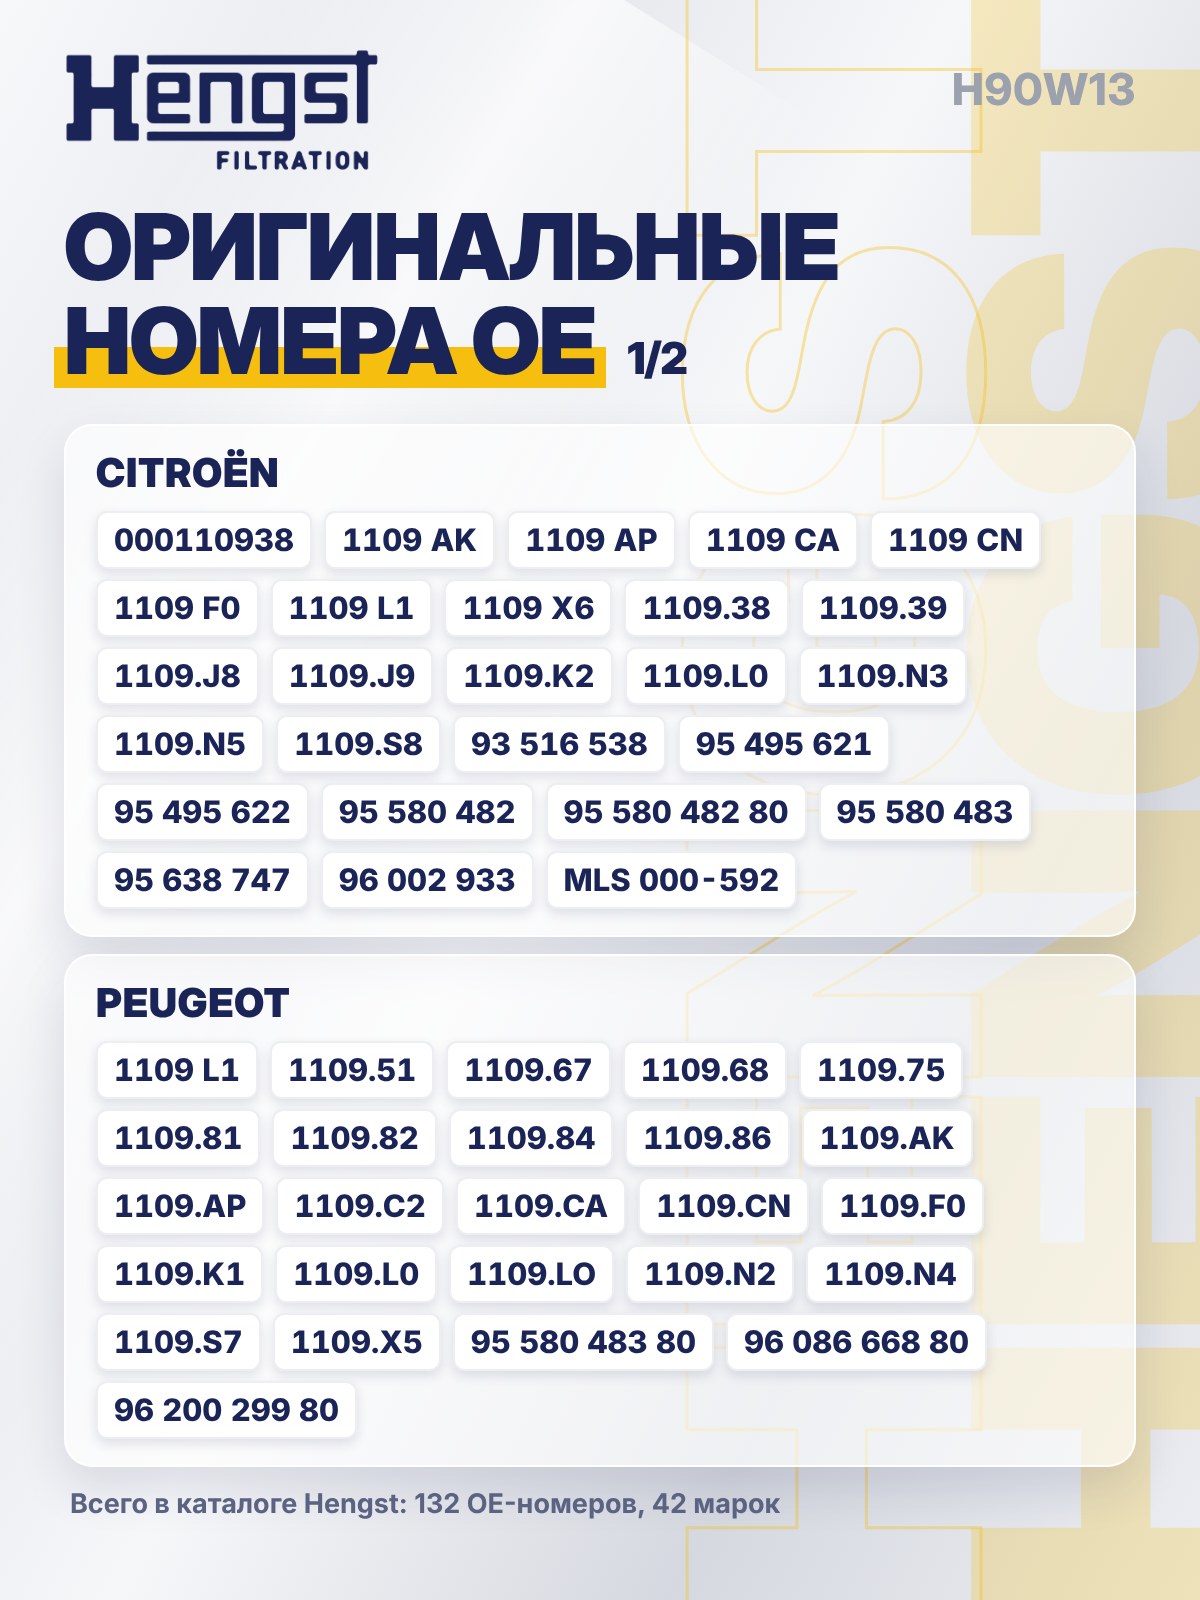 Hengst
FILTRATION
H90W13
ОРИГИНАЛЬНЫЕ
НОМЕРА OE 1/2
CITROËN
000110938 1109 AK 1109 AP 1109 CA 1109 CN
1109 F0 1109 L1 1109 X6 1109.38 1109.39
1109.J8 1109.J9 1109.K2 1109.L0 1109.N3
1109.N5 1109.S8 93 516 538 95 495 621
95 495 622 95 580 482 95 580 482 80 95 580 483
95 638 747 96 002 933 MLS 000-592
PEUGEOT
1109 L1 1109.51 1109.67 1109.68 1109.75
1109.81 1109.82 1109.84 1109.86 1109.AK
1109.AP 1109.C2 1109.CA 1109.CN 1109.F0
1109.K1 1109.L0 1109.LO 1109.N2 1109.N4
1109.S7 1109.X5 95 580 483 80 96 086 668 80
96 200 299 80
Всего в каталоге Hengst: 132 OE-номеров, 42 марок
HENGST
HENGST